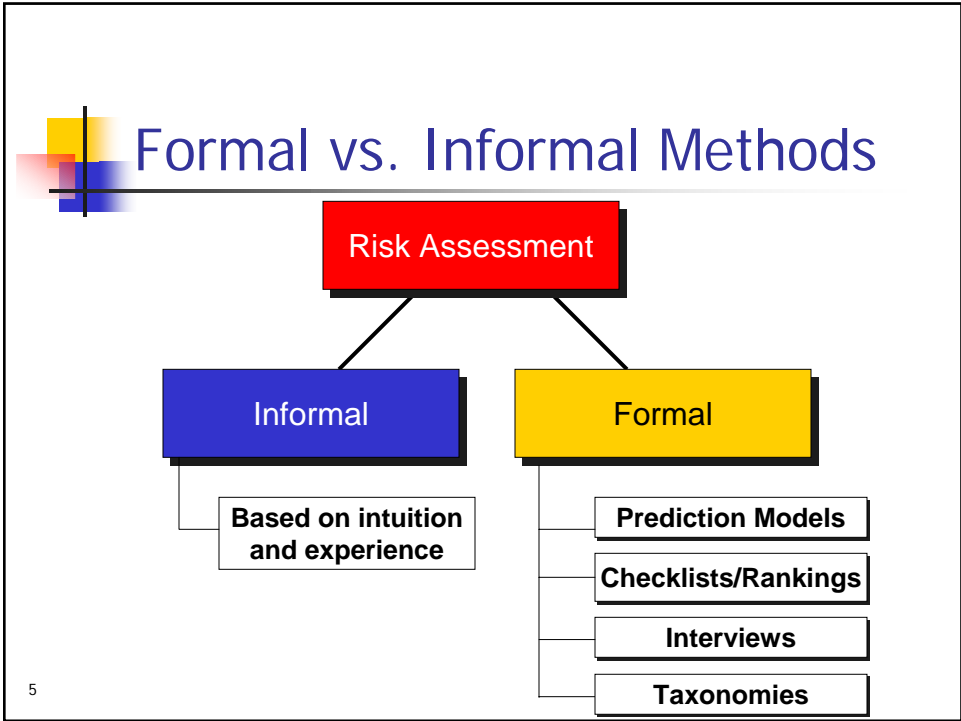 Formal vs. Informal Methods
Risk Assessment
Informal
Formal
Based on intuition
and experience
Prediction Models
Checklists/Rankings
Interviews
Taxonomies
5